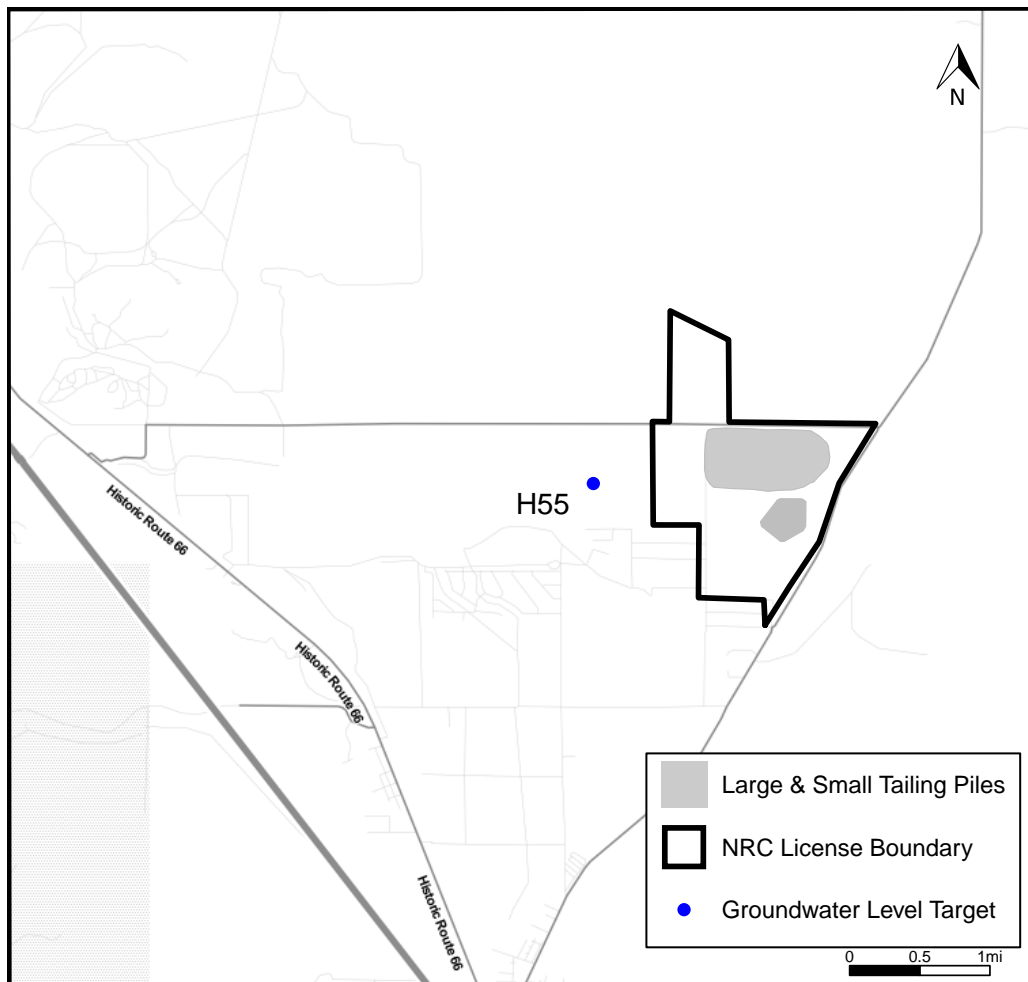 N
H55
Historic Route 66
Historic Route 66
Historic Route 66
Large & Small Tailing Piles
NRC License Boundary
Groundwater Level Target
0 0.5 1mi